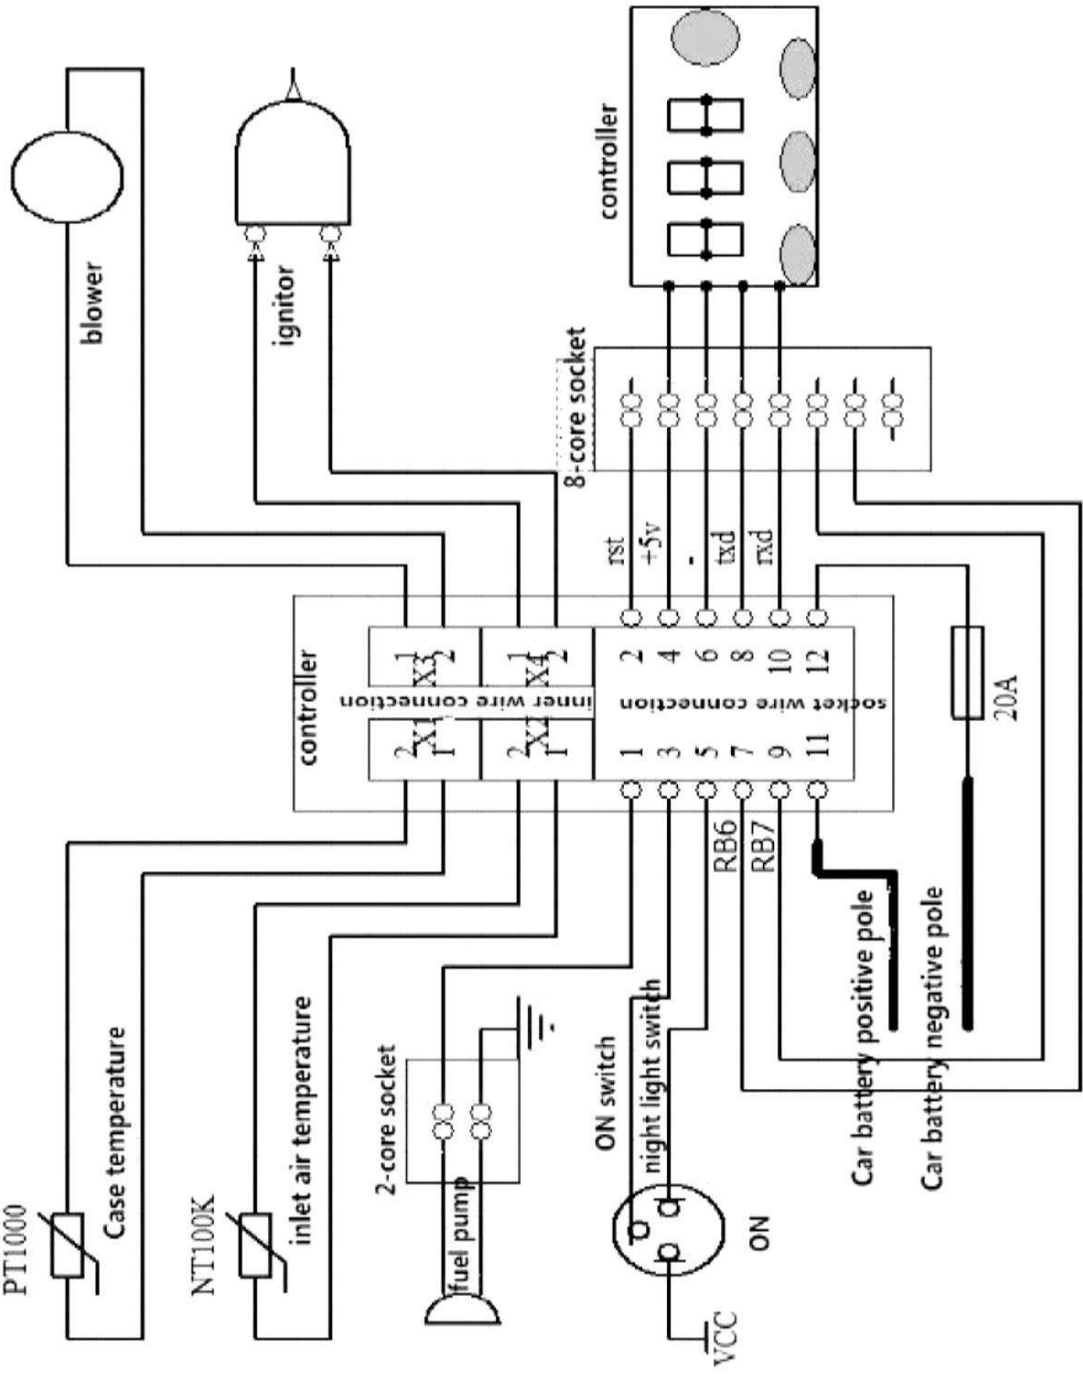 controller
blower
ignitor
8-core socket
rst
+5v
-
txd
rxd
controller
1
X3
2
1
X4
2
2
4
6
8
10
12
inner wire connection
socket wire connection
2
X1
1
2
X2
1
1
3
5
7
9
11
20A
RB6
RB7
Car battery positive pole
Car battery negative pole
PT1000
Case temperature
NT100K
inlet air temperature
2-core socket
fuel pump
ON switch
night light switch
ON
VCC